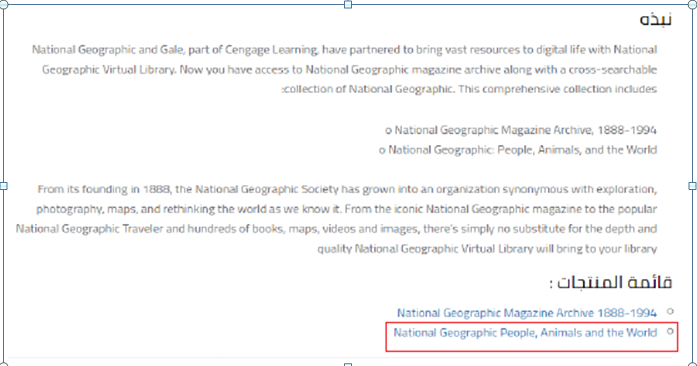 نبذه
National Geographic and Gale, part of Cengage Learning, have partnered to bring vast resources to digital life with National
Geographic Virtual Library. Now you have access to National Geographic magazine archive along with a cross-searchable
:collection of National Geographic. This comprehensive collection includes
o National Geographic Magazine Archive, 1888-1994
o National Geographic: People, Animals, and the World
From its founding in 1888, the National Geographic Society has grown into an organization synonymous with exploration,
photography, maps, and rethinking the world as we know it. From the iconic National Geographic magazine to the popular
National Geographic Traveler and hundreds of books, maps, videos and images, there's simply no substitute for the depth and
quality National Geographic Virtual Library will bring to your library
قائمة المنتجات :
National Geographic Magazine Archive 1888-1994
National Geographic People, Animals and the World